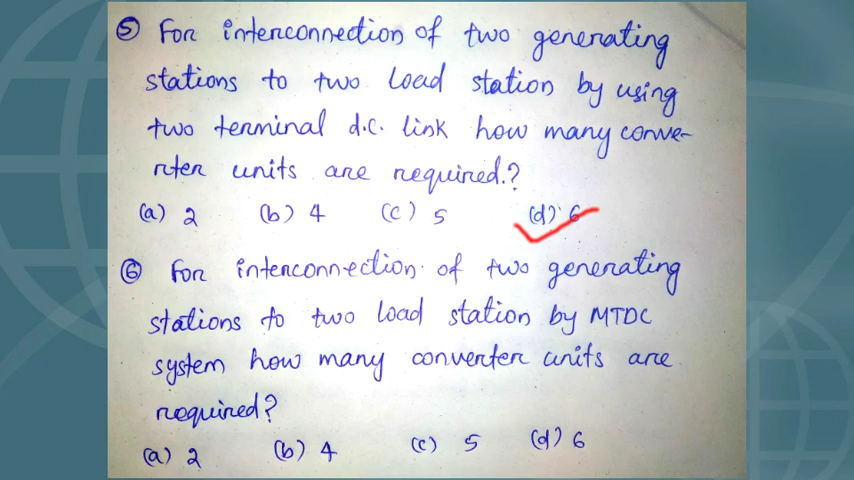 ⑤ For interconnection of two generating
stations to two load station by using
two terminal d.c. link how many conve-
rter units are required.?
(a) 2 (b) 4 (c) 5 (d) 6
⑥ For interconnection of two generating
stations to two load station by MTDC
system how many converter units are
required?
(a) 2 (b) 4 (c) 5 (d) 6